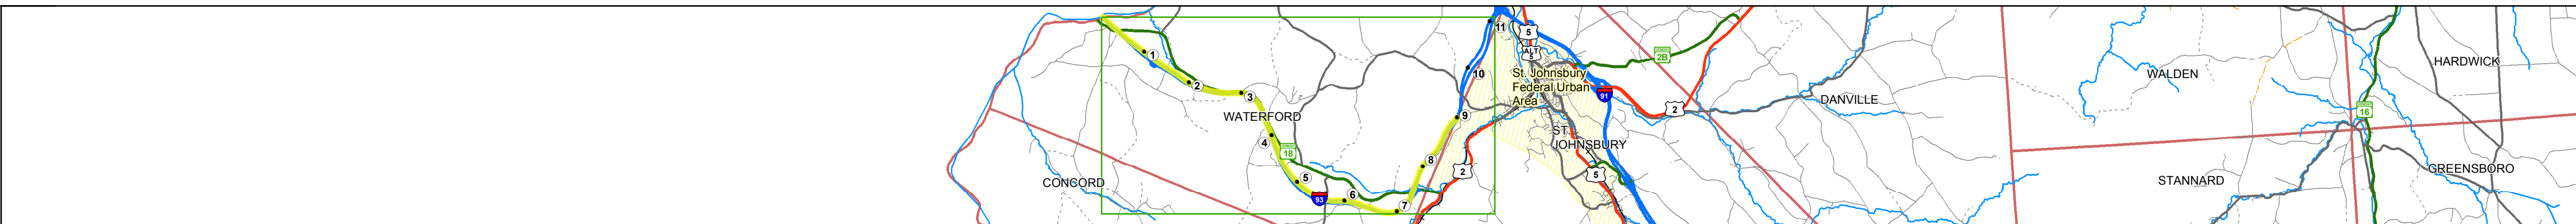 1
2
3
WATERFORD
4
18
5
93
6
7
8
9
10
11
CONCORD
5
ALT
5
2B
St. Johnsbury
Federal Urban
Area
91
2
ST.
JOHNSBURY
2
5
DANVILLE
WALDEN
HARDWICK
16
STANNARD
GREENSBORO